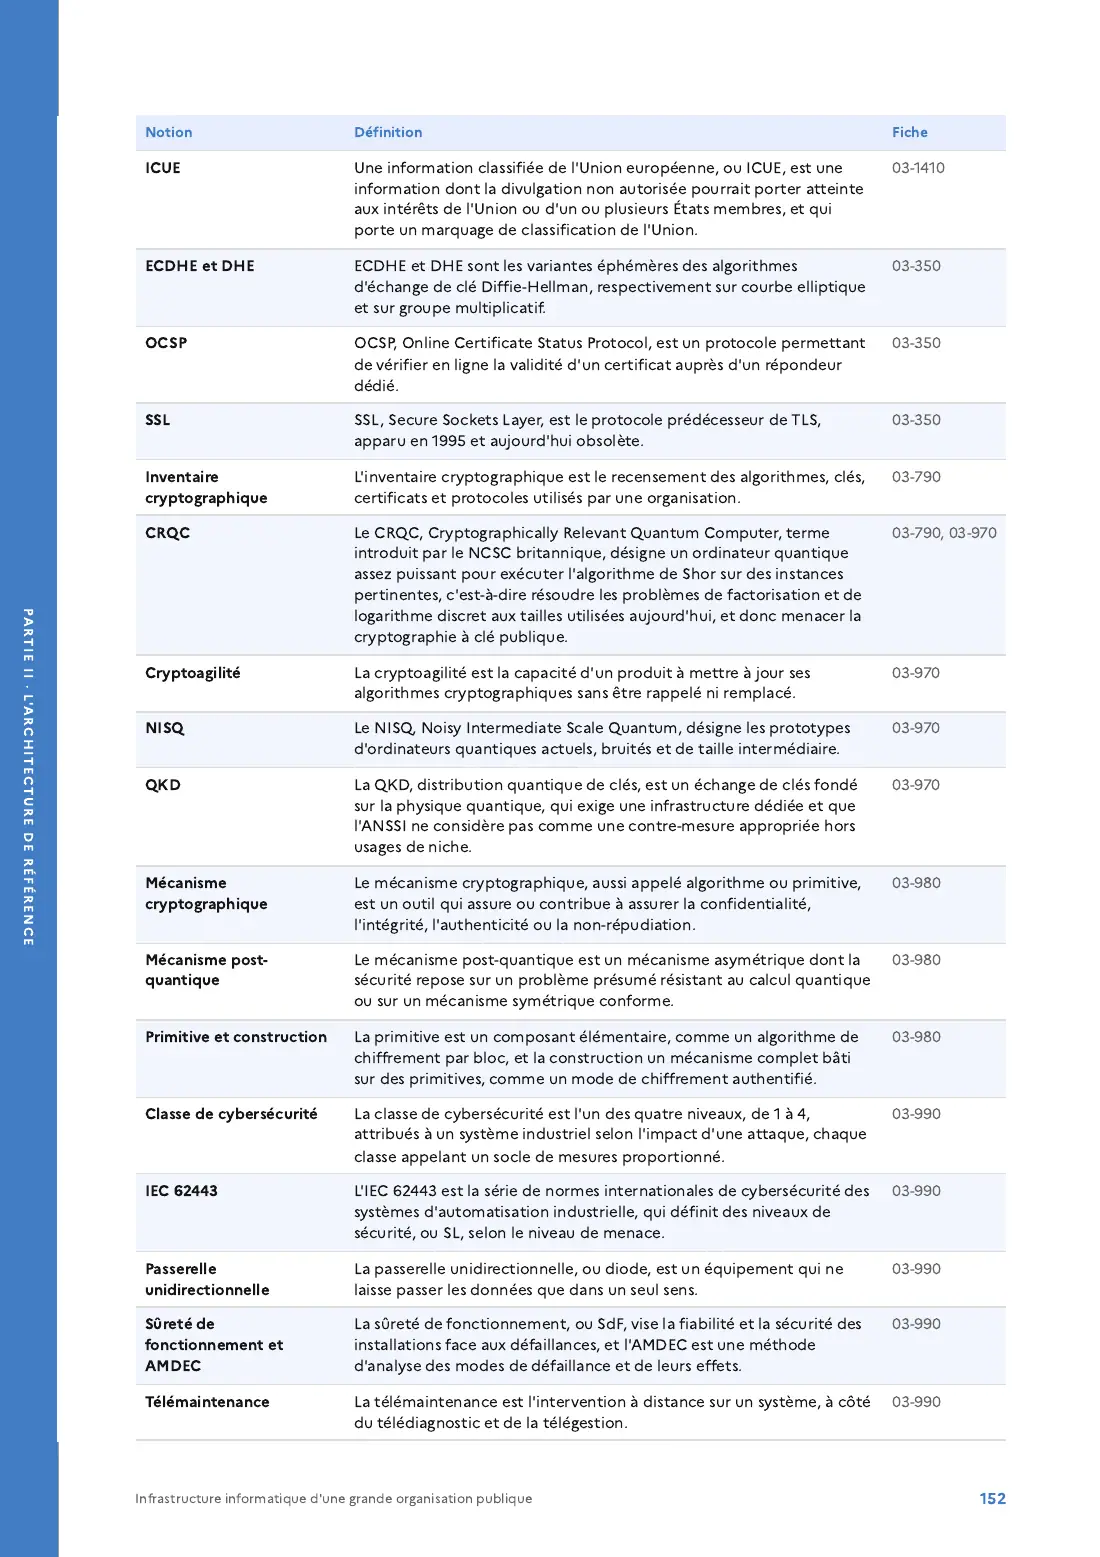 Notion Définition Fiche
ICUE Une information classifiée de l'Union européenne, ou ICUE, est une 03-1410
information dont la divulgation non autorisée pourrait porter atteinte
aux intérêts de l'Union ou d'un ou plusieurs États membres, et qui
porte un marquage de classification de l'Union.
ECDHE et DHE ECDHE et DHE sont les variantes éphémères des algorithmes 03-350
d'échange de clé Diffie-Hellman, respectivement sur courbe elliptique
et sur groupe multiplicatif.
OCSP OCSP, Online Certificate Status Protocol, est un protocole permettant 03-350
de vérifier en ligne la validité d'un certificat auprès d'un répondeur
dédié.
SSL SSL, Secure Sockets Layer, est le protocole prédécesseur de TLS, 03-350
apparu en 1995 et aujourd'hui obsolète.
Inventaire L'inventaire cryptographique est le recensement des algorithmes, clés, 03-790
cryptographique certificats et protocoles utilisés par une organisation.
CRQC Le CRQC, Cryptographically Relevant Quantum Computer, terme 03-790, 03-970
introduit par le NCSC britannique, désigne un ordinateur quantique
assez puissant pour exécuter l'algorithme de Shor sur des instances
pertinentes, c'est-à-dire résoudre les problèmes de factorisation et de
logarithme discret aux tailles utilisées aujourd'hui, et donc menacer la
cryptographie à clé publique.
Cryptoagilité La cryptoagilité est la capacité d'un produit à mettre à jour ses 03-970
algorithmes cryptographiques sans être rappelé ni remplacé.
NISQ Le NISQ, Noisy Intermediate Scale Quantum, désigne les prototypes 03-970
d'ordinateurs quantiques actuels, bruités et de taille intermédiaire.
QKD La QKD, distribution quantique de clés, est un échange de clés fondé 03-970
sur la physique quantique, qui exige une infrastructure dédiée et que
l'ANSSI ne considère pas comme une contre-mesure appropriée hors
usages de niche.
Mécanisme Le mécanisme cryptographique, aussi appelé algorithme ou primitive, 03-980
cryptographique est un outil qui assure ou contribue à assurer la confidentialité,
l'intégrité, l'authenticité ou la non-répudiation.
Mécanisme post- Le mécanisme post-quantique est un mécanisme asymétrique dont la 03-980
quantique sécurité repose sur un problème présumé résistant au calcul quantique
ou sur un mécanisme symétrique conforme.
Primitive et construction La primitive est un composant élémentaire, comme un algorithme de 03-980
chiffrement par bloc, et la construction un mécanisme complet bâti
sur des primitives, comme un mode de chiffrement authentifié.
Classe de cybersécurité La classe de cybersécurité est l'un des quatre niveaux, de 1 à 4, 03-990
attribués à un système industriel selon l'impact d'une attaque, chaque
classe appelant un socle de mesures proportionné.
IEC 62443 L'IEC 62443 est la série de normes internationales de cybersécurité des 03-990
systèmes d'automatisation industrielle, qui définit des niveaux de
sécurité, ou SL, selon le niveau de menace.
Passerelle La passerelle unidirectionnelle, ou diode, est un équipement qui ne 03-990
unidirectionnelle laisse passer les données que dans un seul sens.
Sûreté de La sûreté de fonctionnement, ou SdF, vise la fiabilité et la sécurité des 03-990
fonctionnement et installations face aux défaillances, et l'AMDEC est une méthode
AMDEC d'analyse des modes de défaillance et de leurs effets.
Télémaintenance La télémaintenance est l'intervention à distance sur un système, à côté 03-990
du télédiagnostic et de la télégestion.
PARTIE II · L'ARCHITECTURE DE RÉFÉRENCE
Infrastructure informatique d'une grande organisation publique 152